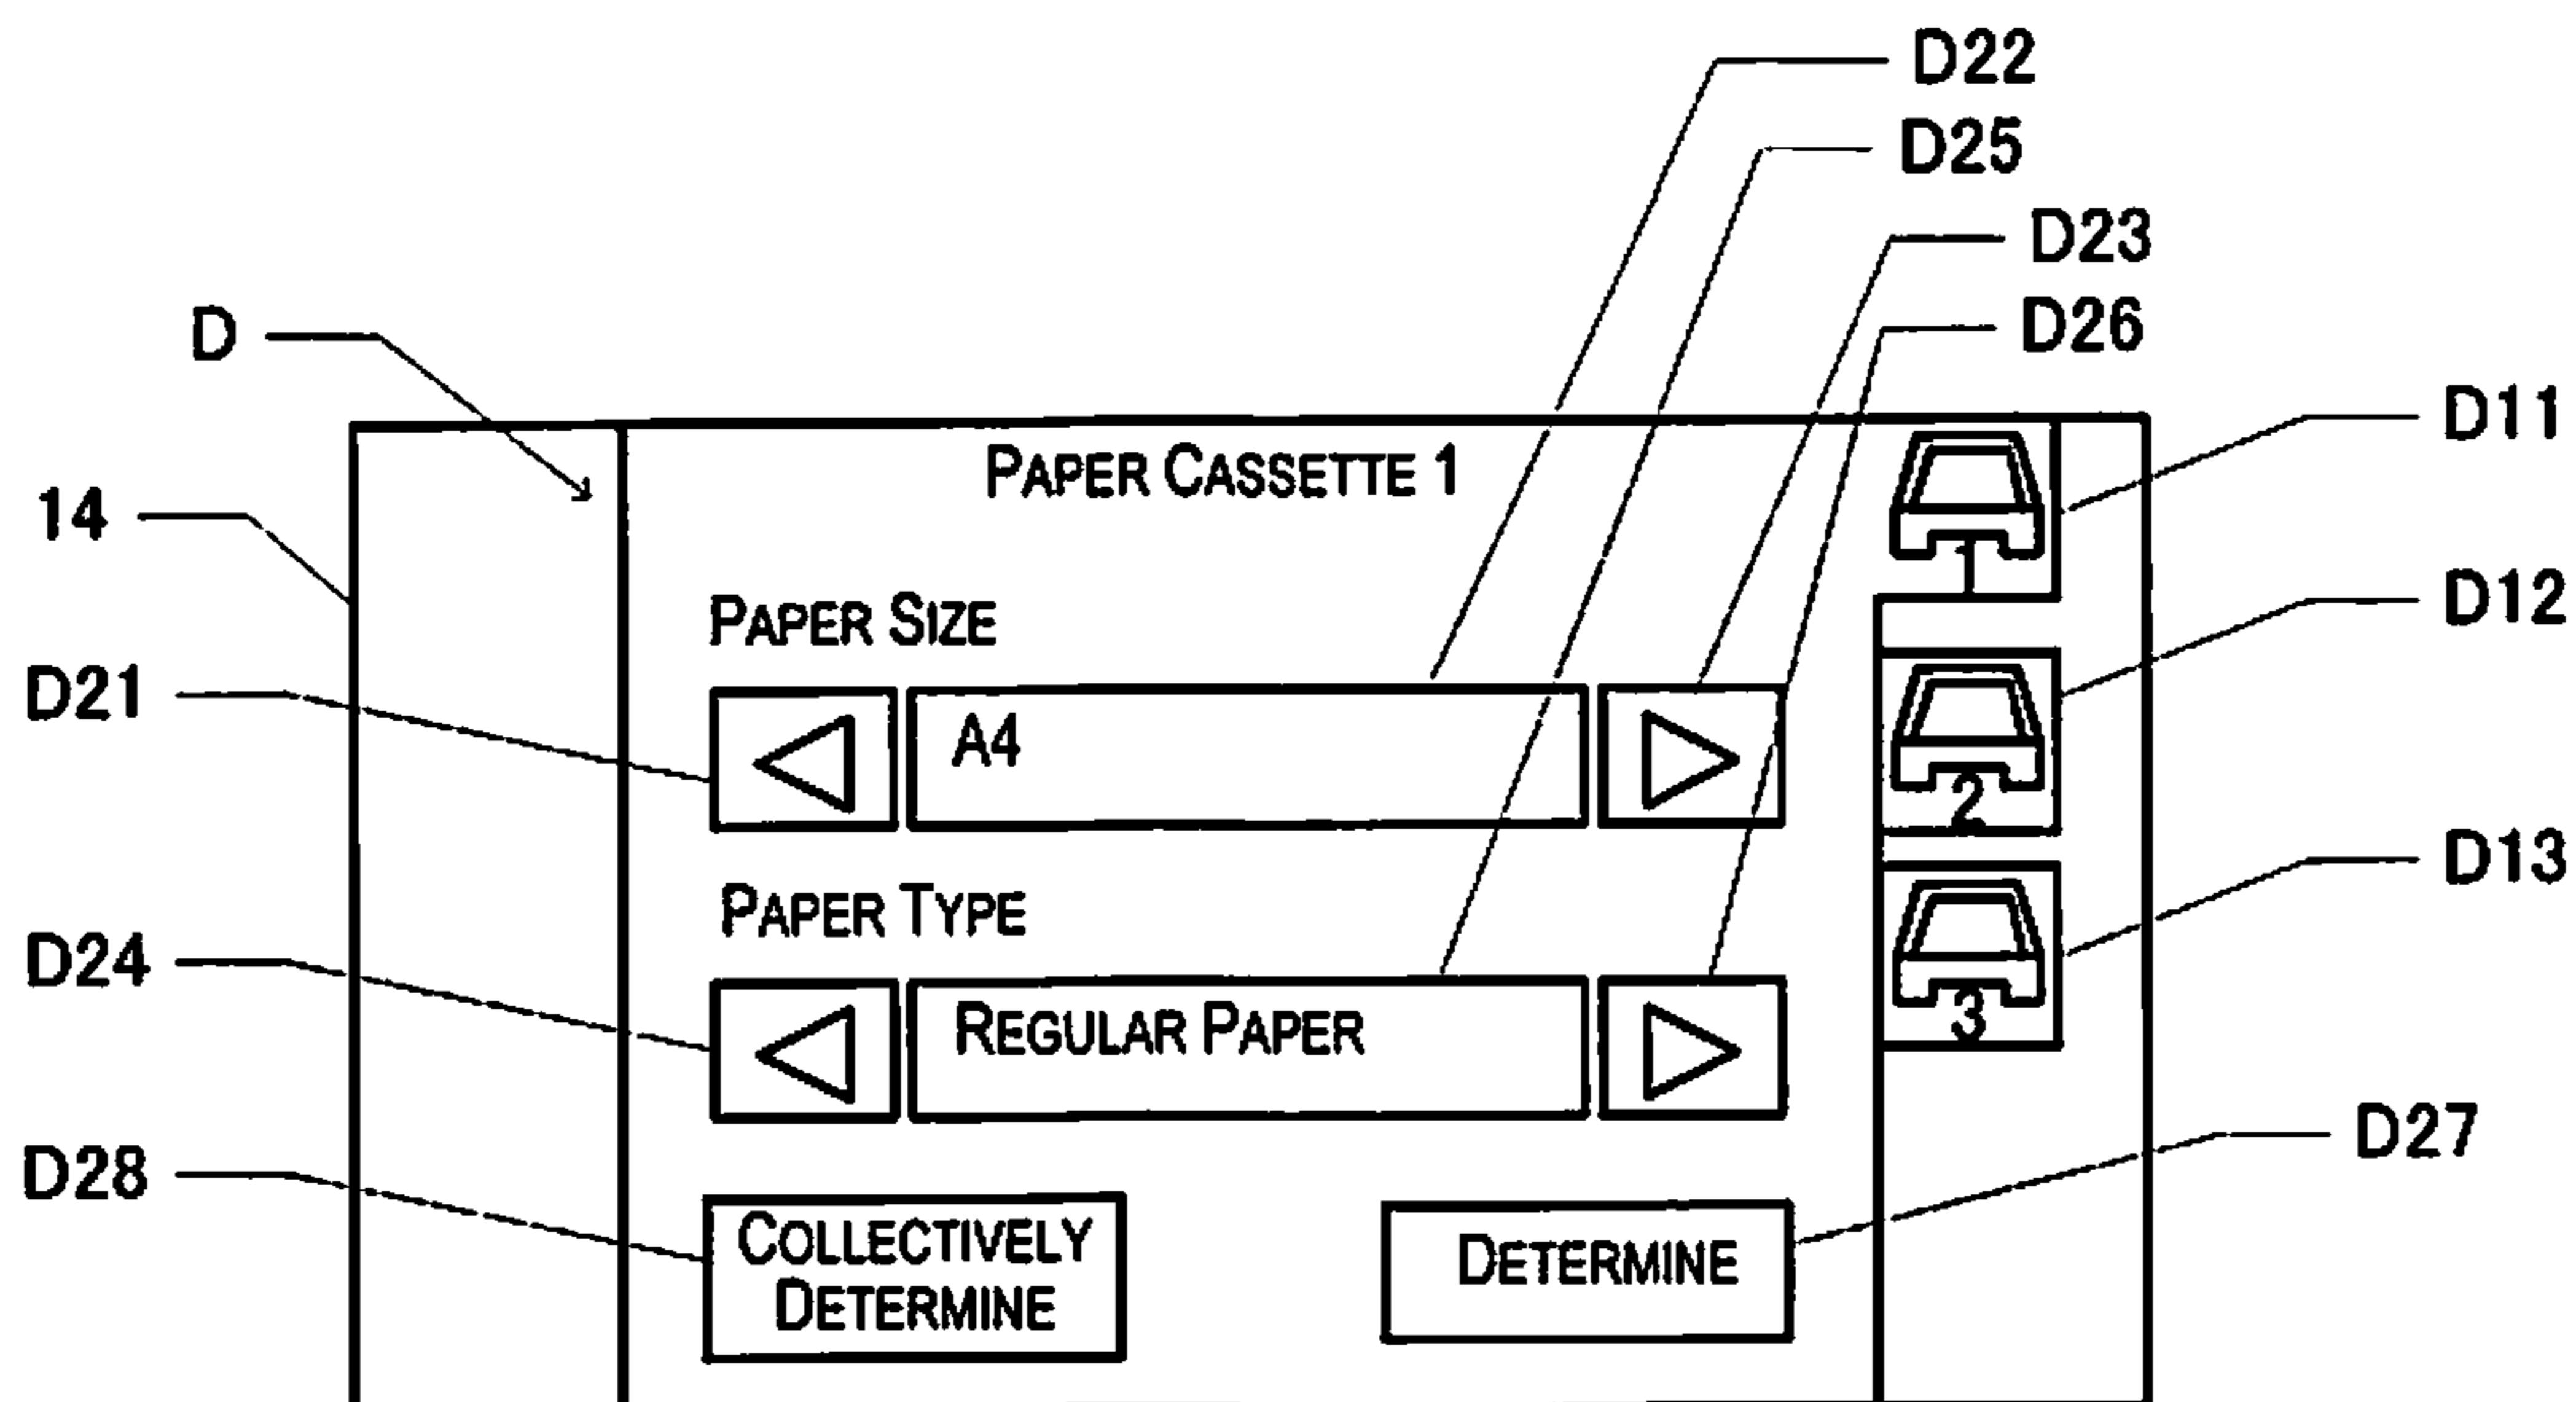 D22
D25
D23
D26
D
D11
PAPER CASSETTE 1
14
1
D12
PAPER SIZE
D21
A4
2
D13
PAPER TYPE
D24
REGULAR PAPER
3
D27
D28
COLLECTIVELY
DETERMINE
DETERMINE